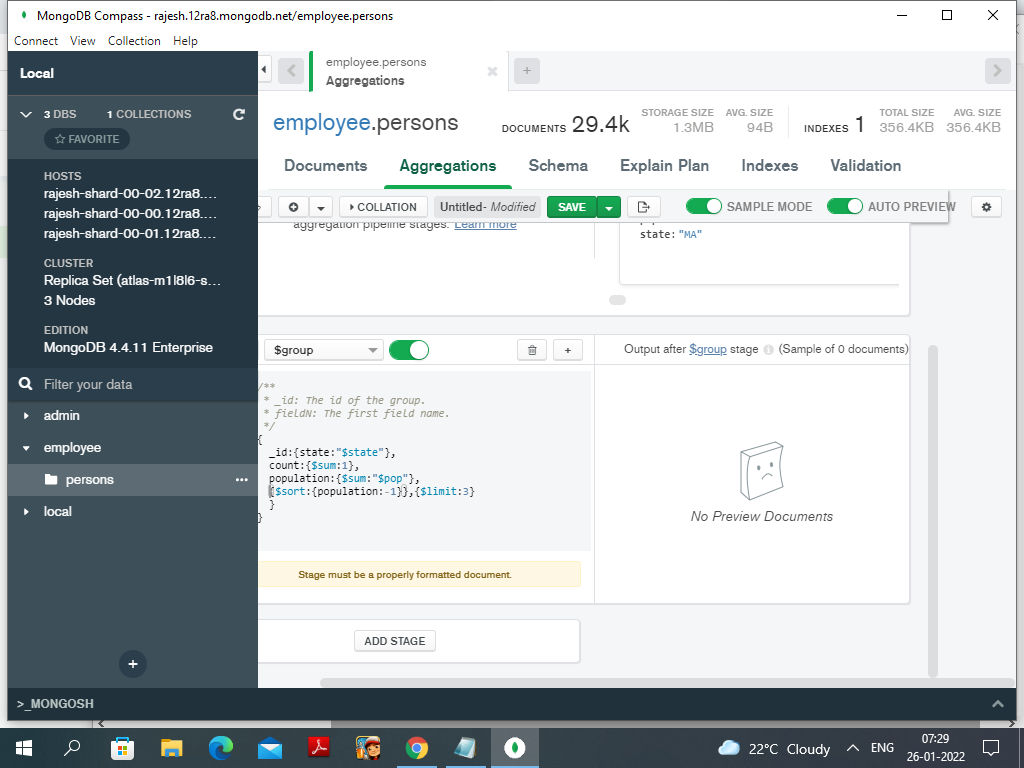 MongoDB Compass - rajesh.12ra8.mongodb.net/employee.persons
Connect View Collection Help
Local
3 DBS 1 COLLECTIONS
FAVORITE
HOSTS
rajesh-shard-00-02.12ra8....
rajesh-shard-00-00.12ra8....
rajesh-shard-00-01.12ra8....
CLUSTER
Replica Set (atlas-m1l8l6-s...
3 Nodes
EDITION
MongoDB 4.4.11 Enterprise
Filter your data
admin
employee
persons
local
employee.persons
Aggregations
employee.persons
DOCUMENTS 29.4k
STORAGE SIZE
1.3MB
AVG. SIZE
94B
INDEXES 1
TOTAL SIZE
356.4KB
AVG. SIZE
356.4KB
Documents Aggregations Schema Explain Plan Indexes Validation
COLLATION Untitled- Modified SAVE SAMPLE MODE AUTO PREVIEW
aggregation pipeline stages. Learn more
state: "MA"
$group
Output after $group stage (Sample of 0 documents)
/**
* _id: The id of the group.
* fieldN: The first field name.
*/
{
_id:{state:"$state"},
count:{$sum:1},
population:{$sum:"$pop"},
{$sort:{population:-1}},{$limit:3}
}
}
No Preview Documents
Stage must be a properly formatted document.
ADD STAGE
>_MONGOSH
22°C Cloudy
ENG
07:29
26-01-2022